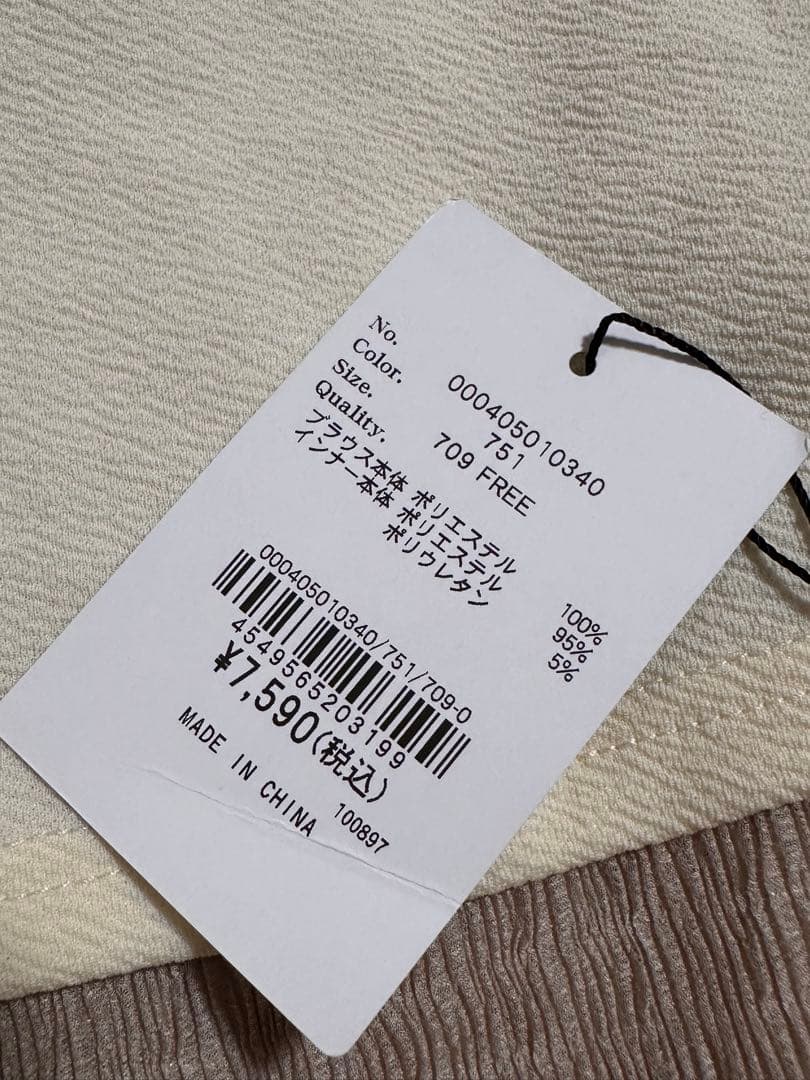 No. 000405010340
Color. 751
Size. 709 FREE
Quality.
ブラウス本体 ポリエステル 100%
インナー本体 ポリエステル 95%
ポリウレタン 5%
000405010340/751/709-0
4549565203199
¥7,590(税込)
MADE IN CHINA 100897